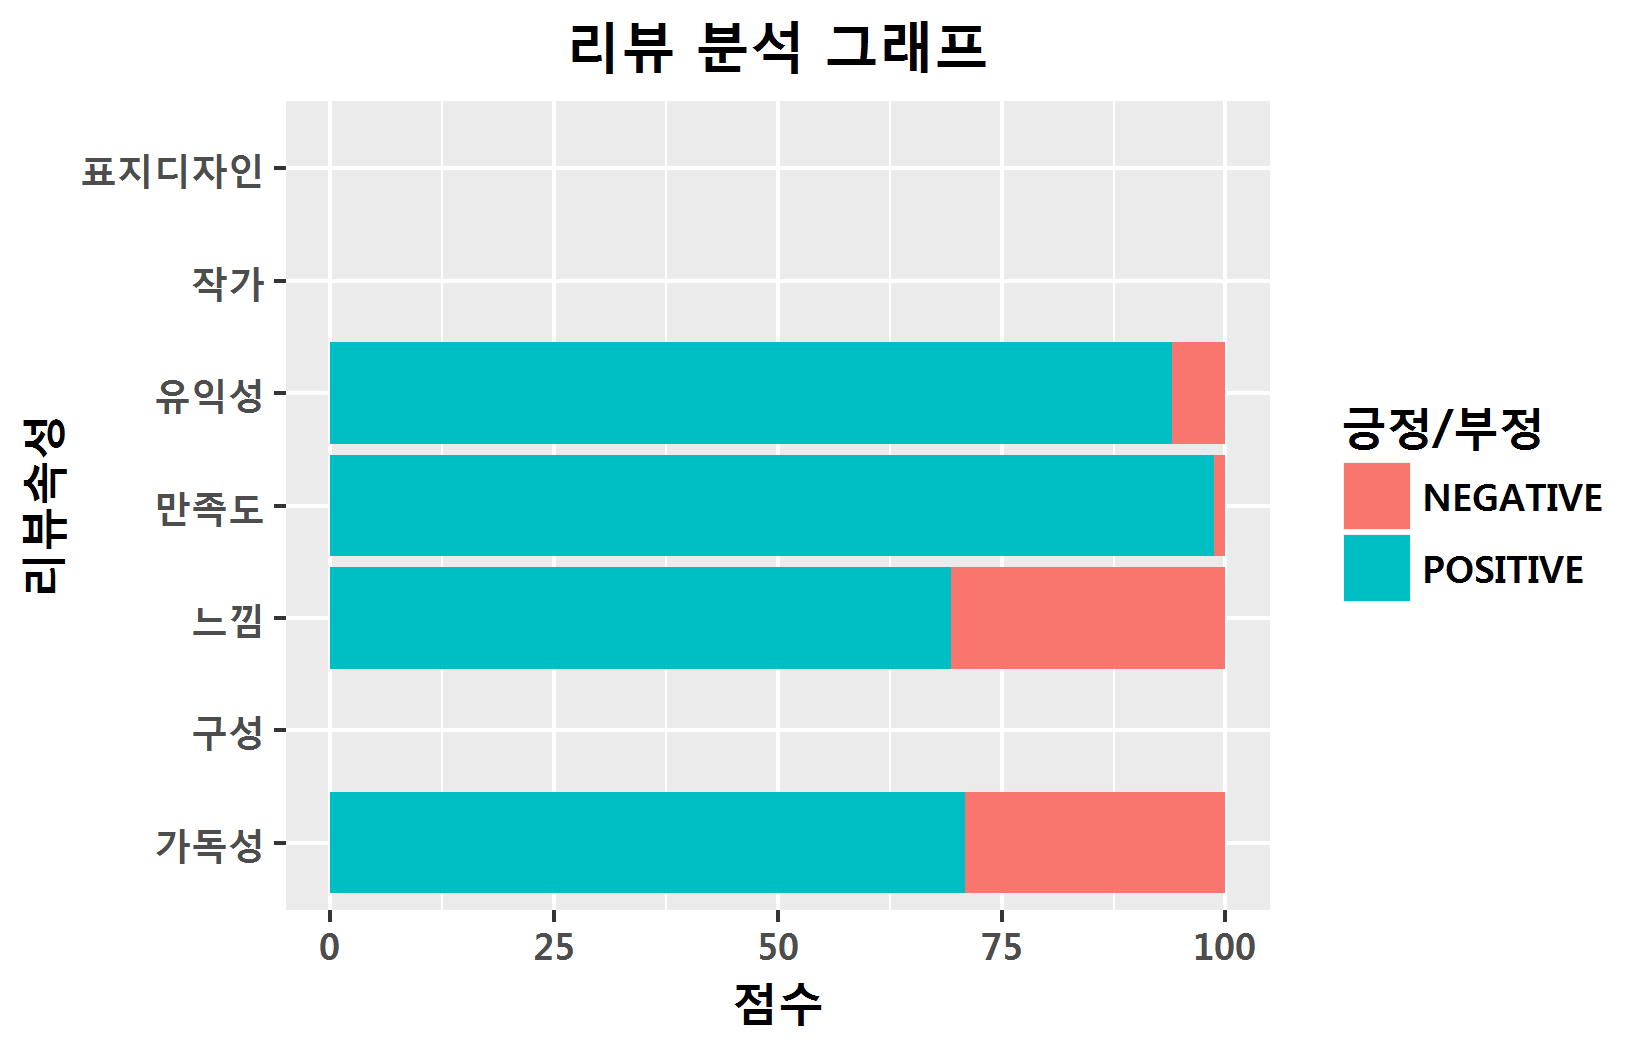 리뷰 분석 그래프
표지디자인
작가
유익성
만족도
느낌
구성
가독성
리뷰속성
0 25 50 75 100
점수
긍정/부정
NEGATIVE
POSITIVE